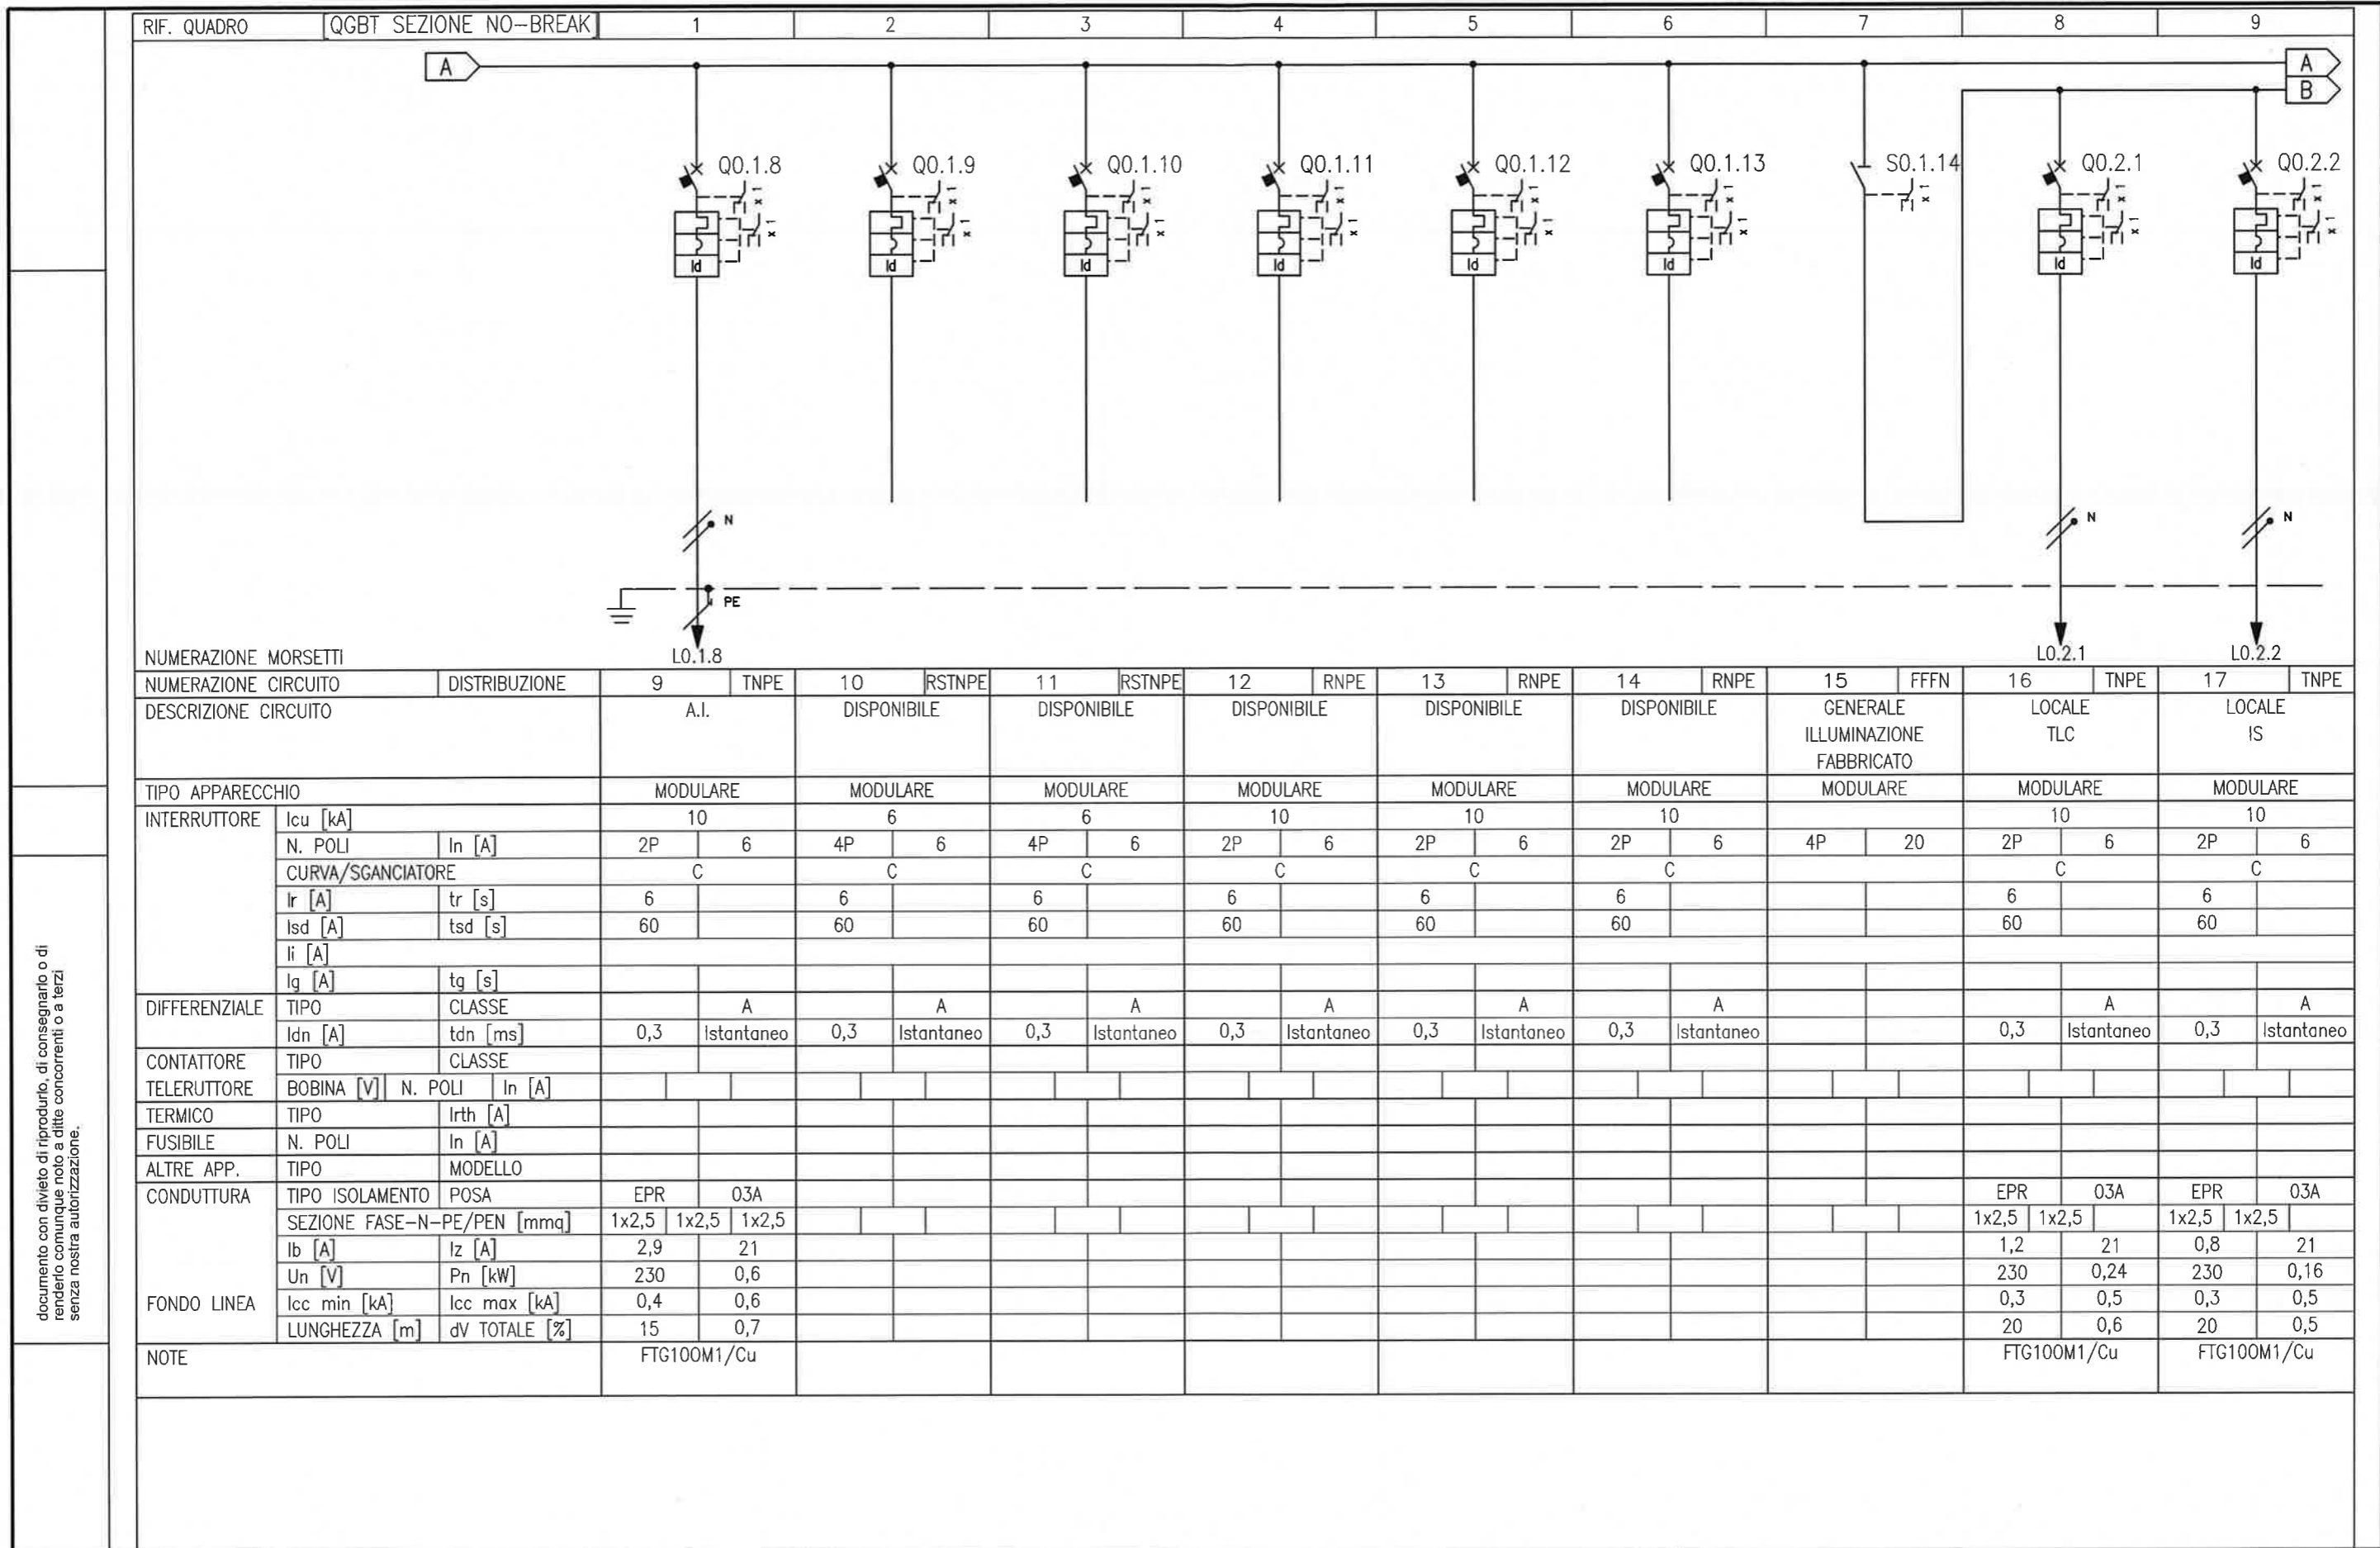 RIF. QUADRO QGBT SEZIONE NO-BREAK 1 2 3 4 5 6 7 8 9
A A
B
Q0.1.8 Q0.1.9 Q0.1.10 Q0.1.11 Q0.1.12 Q0.1.13 S0.1.14 Q0.2.1 Q0.2.2
Id Id Id Id Id Id Id Id
N N N
PE
NUMERAZIONE MORSETTI L0.1.8 L0.2.1 L0.2.2
NUMERAZIONE CIRCUITO DISTRIBUZIONE 9 TNPE 10 RSTNPE 11 RSTNPE 12 RNPE 13 RNPE 14 RNPE 15 FFFN 16 TNPE 17 TNPE
DESCRIZIONE CIRCUITO A.I. DISPONIBILE DISPONIBILE DISPONIBILE DISPONIBILE DISPONIBILE GENERALE LOCALE LOCALE
ILLUMINAZIONE TLC IS
FABBRICATO
TIPO APPARECCHIO MODULARE MODULARE MODULARE MODULARE MODULARE MODULARE MODULARE MODULARE MODULARE
INTERRUTTORE Icu [kA] 10 6 6 10 10 10 10 10
N. POLI In [A] 2P 6 4P 6 4P 6 2P 6 2P 6 2P 6 4P 20 2P 6 2P 6
CURVA/SGANCIATORE C C C C C C C C
Ir [A] tr [s] 6 6 6 6 6 6 6 6
Isd [A] tsd [s] 60 60 60 60 60 60 60 60
Ii [A]
Ig [A] tg [s]
DIFFERENZIALE TIPO CLASSE A A A A A A A A
Idn [A] tdn [ms] 0,3 Istantaneo 0,3 Istantaneo 0,3 Istantaneo 0,3 Istantaneo 0,3 Istantaneo 0,3 Istantaneo 0,3 Istantaneo 0,3 Istantaneo
CONTATTORE TIPO CLASSE
TELERUTTORE BOBINA [V] N. POLI In [A]
TERMICO TIPO Irth [A]
FUSIBILE N. POLI In [A]
ALTRE APP. TIPO MODELLO
CONDUTTURA TIPO ISOLAMENTO POSA EPR 03A EPR 03A EPR 03A
SEZIONE FASE-N-PE/PEN [mmq] 1x2,5 1x2,5 1x2,5 1x2,5 1x2,5 1x2,5 1x2,5
Ib [A] Iz [A] 2,9 21 1,2 21 0,8 21
Un [V] Pn [kW] 230 0,6 230 0,24 230 0,16
FONDO LINEA Icc min [kA] Icc max [kA] 0,4 0,6 0,3 0,5 0,3 0,5
LUNGHEZZA [m] dV TOTALE [%] 15 0,7 20 0,6 20 0,5
NOTE FTG10OM1/Cu FTG10OM1/Cu FTG10OM1/Cu
documento con divieto di riprodurlo, di consegnarlo o di
renderlo comunque noto a ditte concorrenti o a terzi
senza nostra autorizzazione.